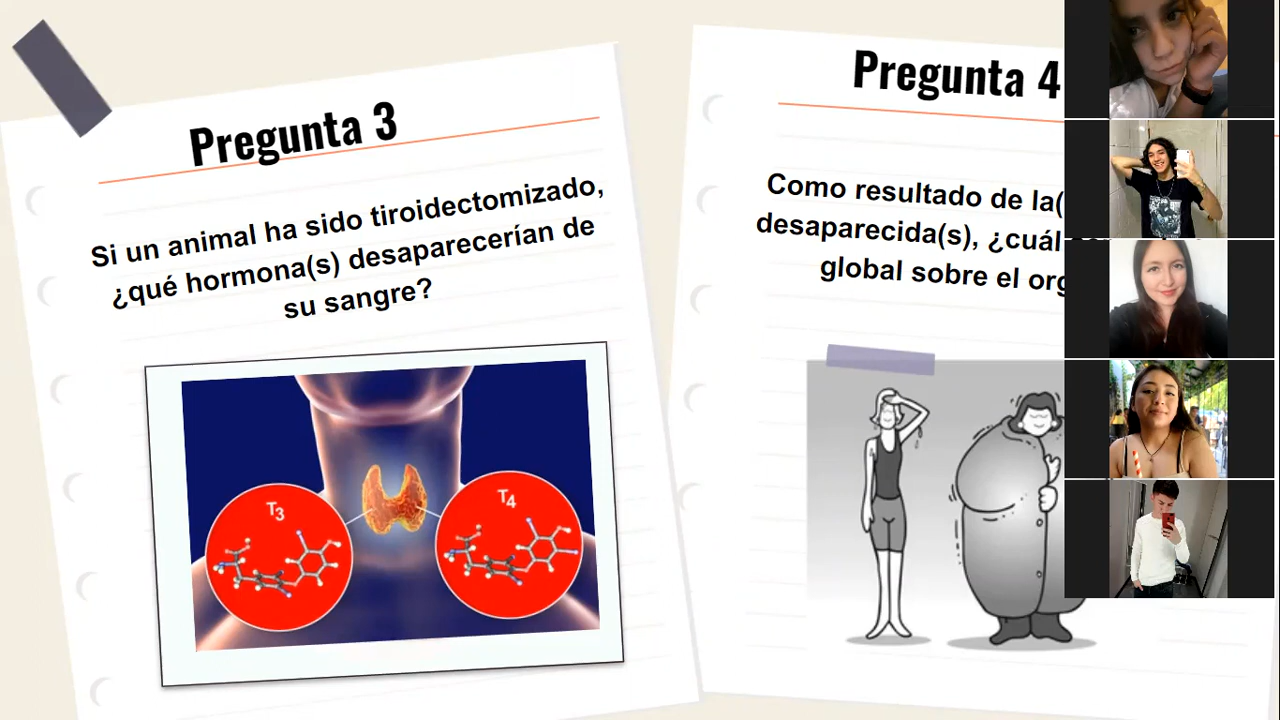 Pregunta 3
Si un animal ha sido tiroidectomizado,
¿qué hormona(s) desaparecerían de
su sangre?
T3
T4
Pregunta 4
Como resultado de la(
desaparecida(s), ¿cuál
global sobre el